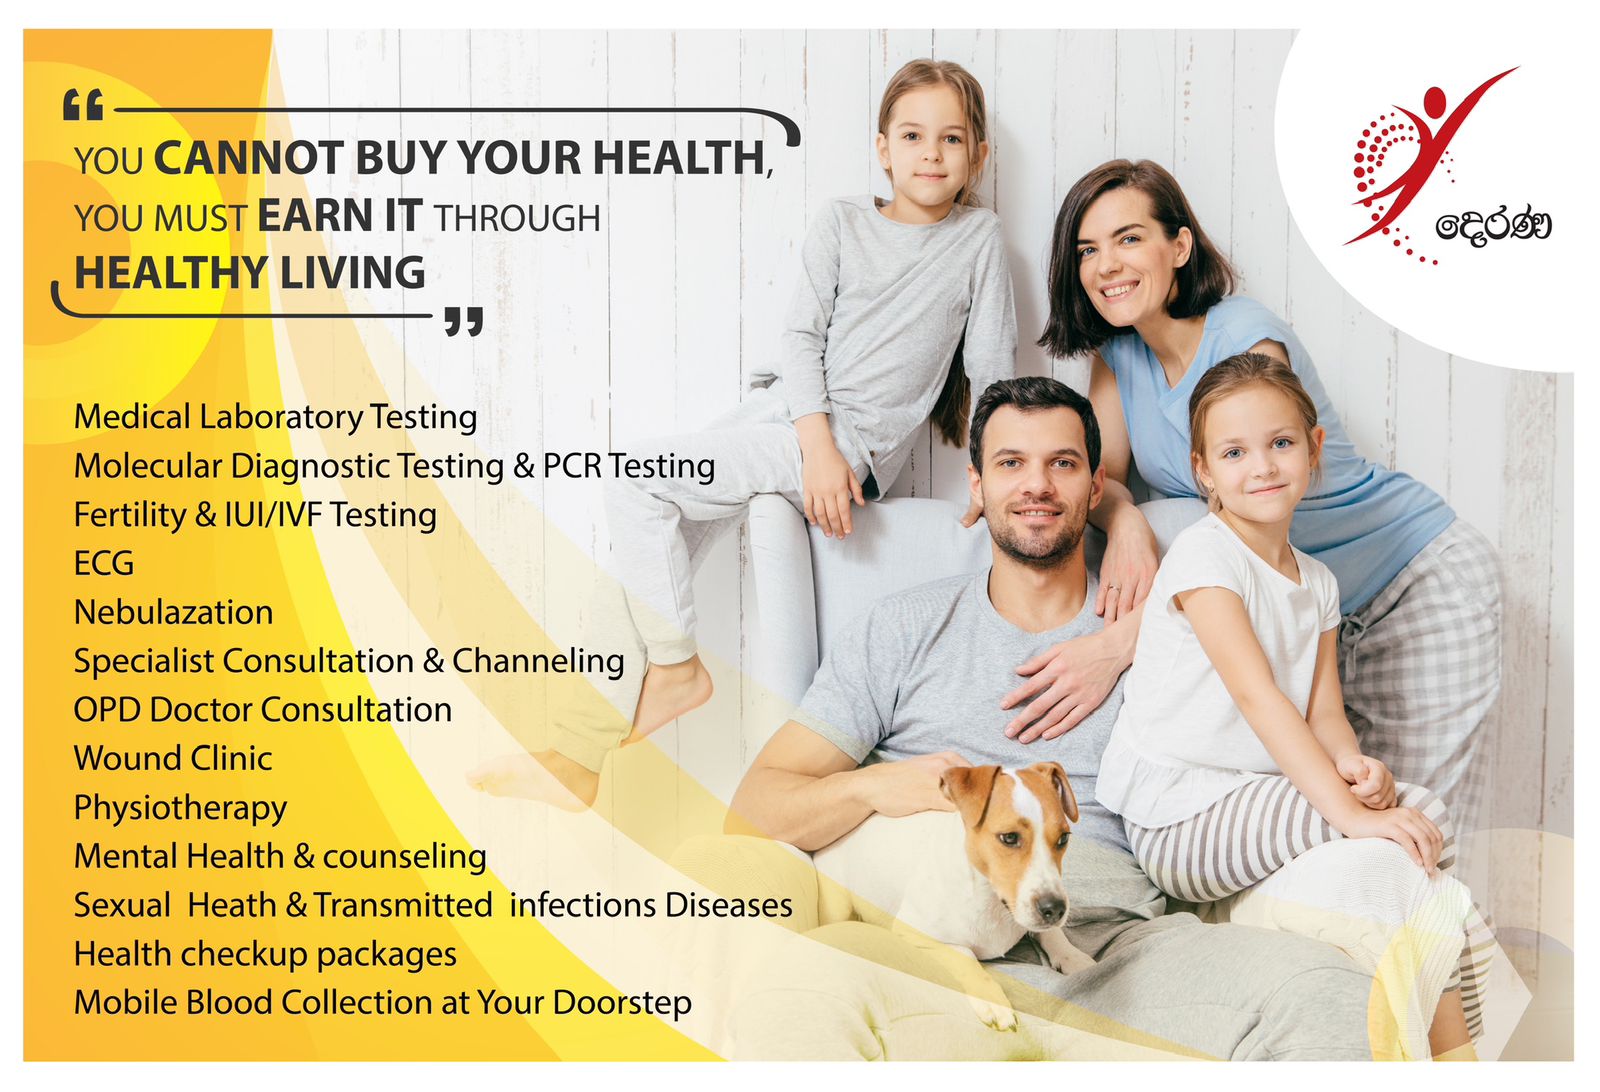 “
YOU CANNOT BUY YOUR HEALTH,
YOU MUST EARN IT THROUGH
HEALTHY LIVING
”
දෙරණ
Medical Laboratory Testing
Molecular Diagnostic Testing & PCR Testing
Fertility & IUI/IVF Testing
ECG
Nebulazation
Specialist Consultation & Channeling
OPD Doctor Consultation
Wound Clinic
Physiotherapy
Mental Health & counseling
Sexual  Heath & Transmitted  infections Diseases
Health checkup packages
Mobile Blood Collection at Your Doorstep